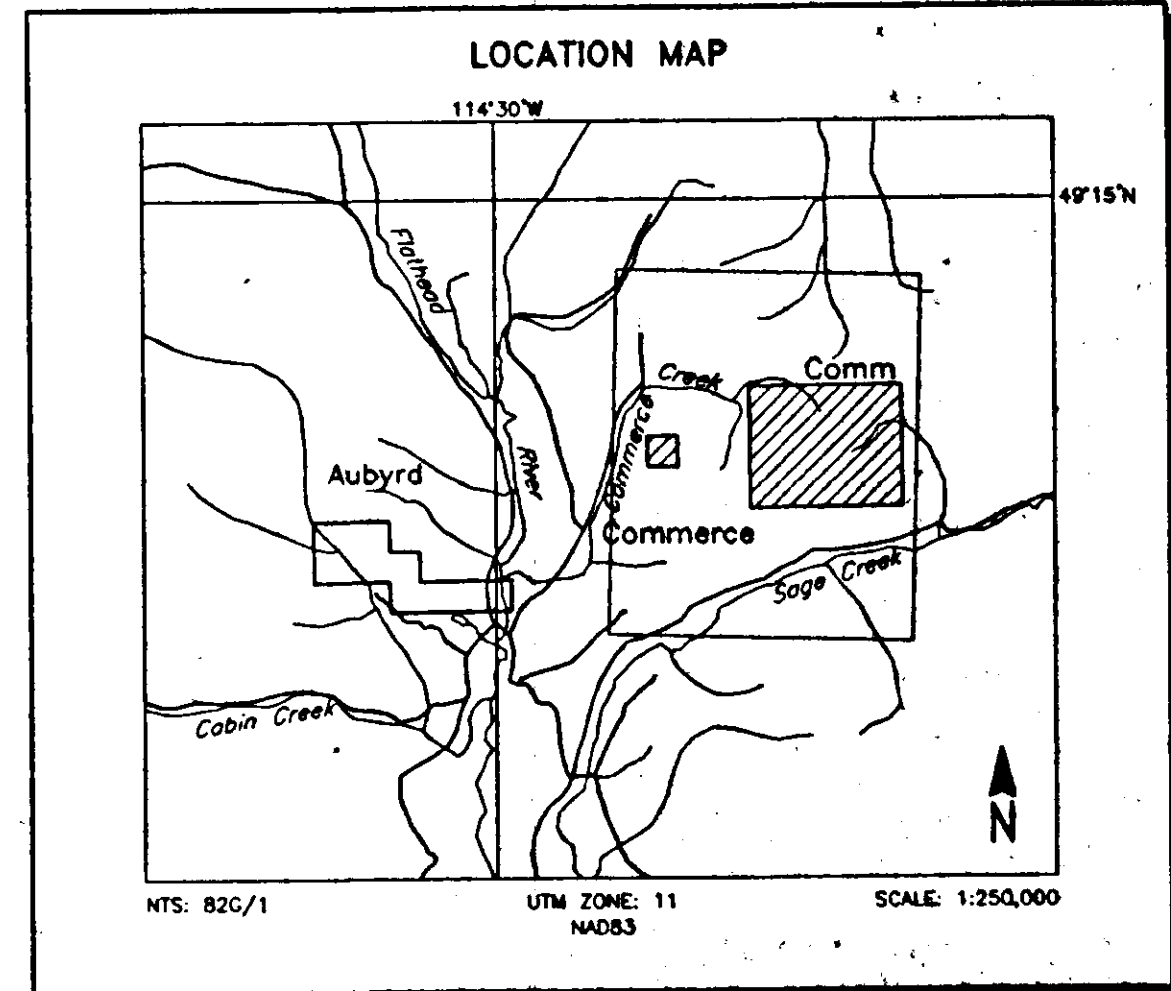 LOCATION MAP
114°30'W
49°15'N
Flathead
River
Creek
Commerce
Comm
Aubyrd
Commerce
Sage Creek
Cabin Creek
N
NTS: 82G/1
UTM ZONE: 11
NAD83
SCALE: 1:250,000